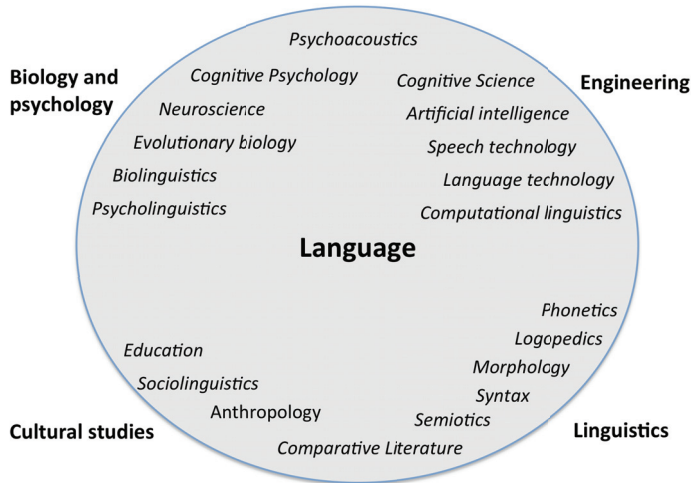 Psychoacoustics
Biology and
psychology
Cognitive Psychology
Cognitive Science
Engineering
Neuroscience
Artificial intelligence
Evolutionary biology
Speech technology
Biolinguistics
Language technology
Psycholinguistics
Computational linguistics
Language
Phonetics
Logopedics
Education
Morphology
Sociolinguistics
Syntax
Anthropology
Semiotics
Cultural studies
Linguistics
Comparative Literature